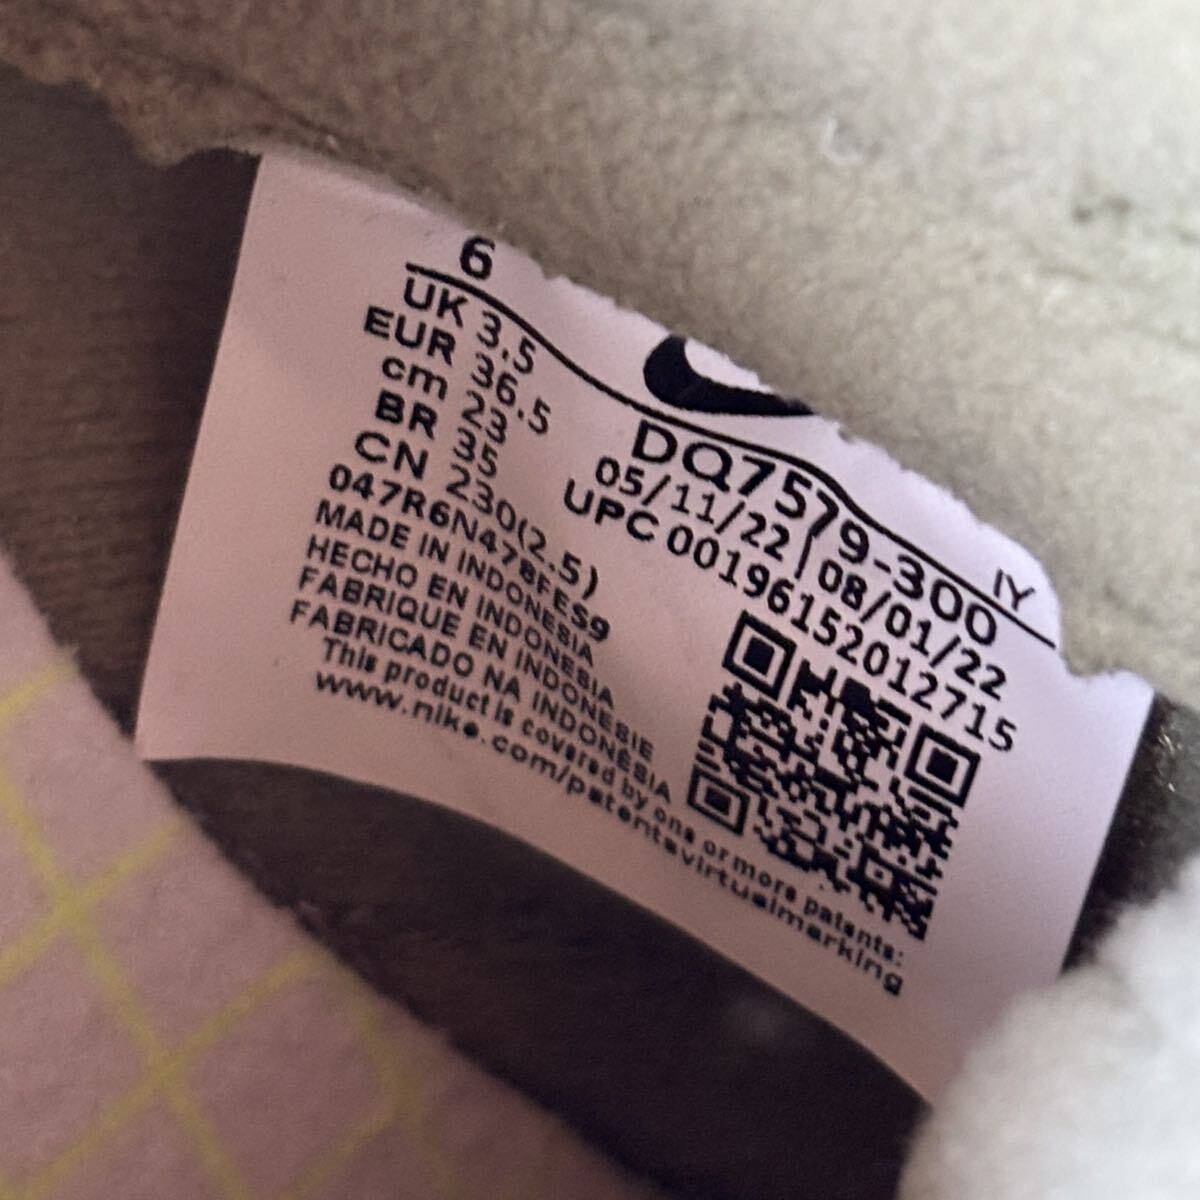 6
UK 3.5
EUR 36.5
cm 23
BR 35
CN 230(2.5)
047R6N478FES9
MADE IN INDONESIA
HECHO EN INDONESIA
FABRIQUE EN INDONESIE
FABRICADO NA INDONÉSIA
This product is covered by one or more patents:
www.nike.com/patentsvirtualmarking
IY
DQ7579-300
05/11/22 | 08/01/22
UPC 00196152012715